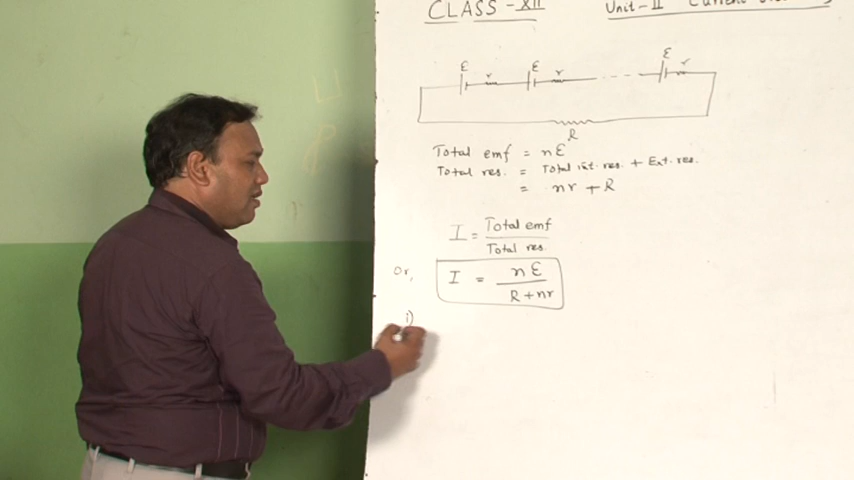 CLASS - XII Unit - II Current
ε r ε r ε r
R
Total emf = nε
Total res. = Total int. res. + Ext. res.
= nr + R
I = Total emf
Total res.
Or, I = nε
R + nr
i)